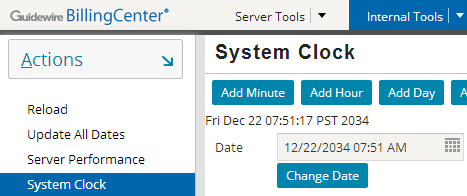 Guidewire BillingCenter® Server Tools Internal Tools
Actions
System Clock
Add Minute Add Hour Add Day
Fri Dec 22 07:51:17 PST 2034
Reload
Date 12/22/2034 07:51 AM
Update All Dates
Change Date
Server Performance
System Clock